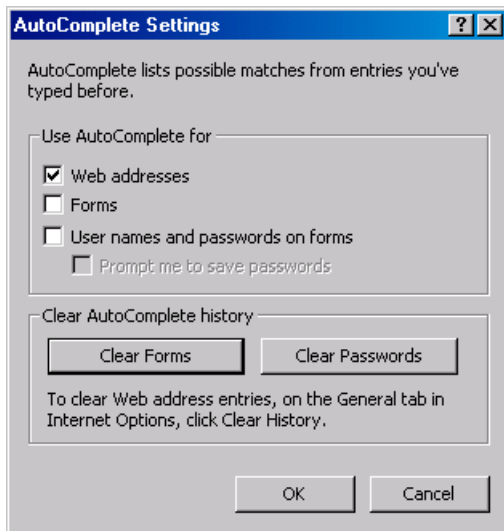 AutoComplete Settings
AutoComplete lists possible matches from entries you've
typed before.
Use AutoComplete for
Web addresses
Forms
User names and passwords on forms
Prompt me to save passwords
Clear AutoComplete history
Clear Forms Clear Passwords
To clear Web address entries, on the General tab in
Internet Options, click Clear History.
OK Cancel